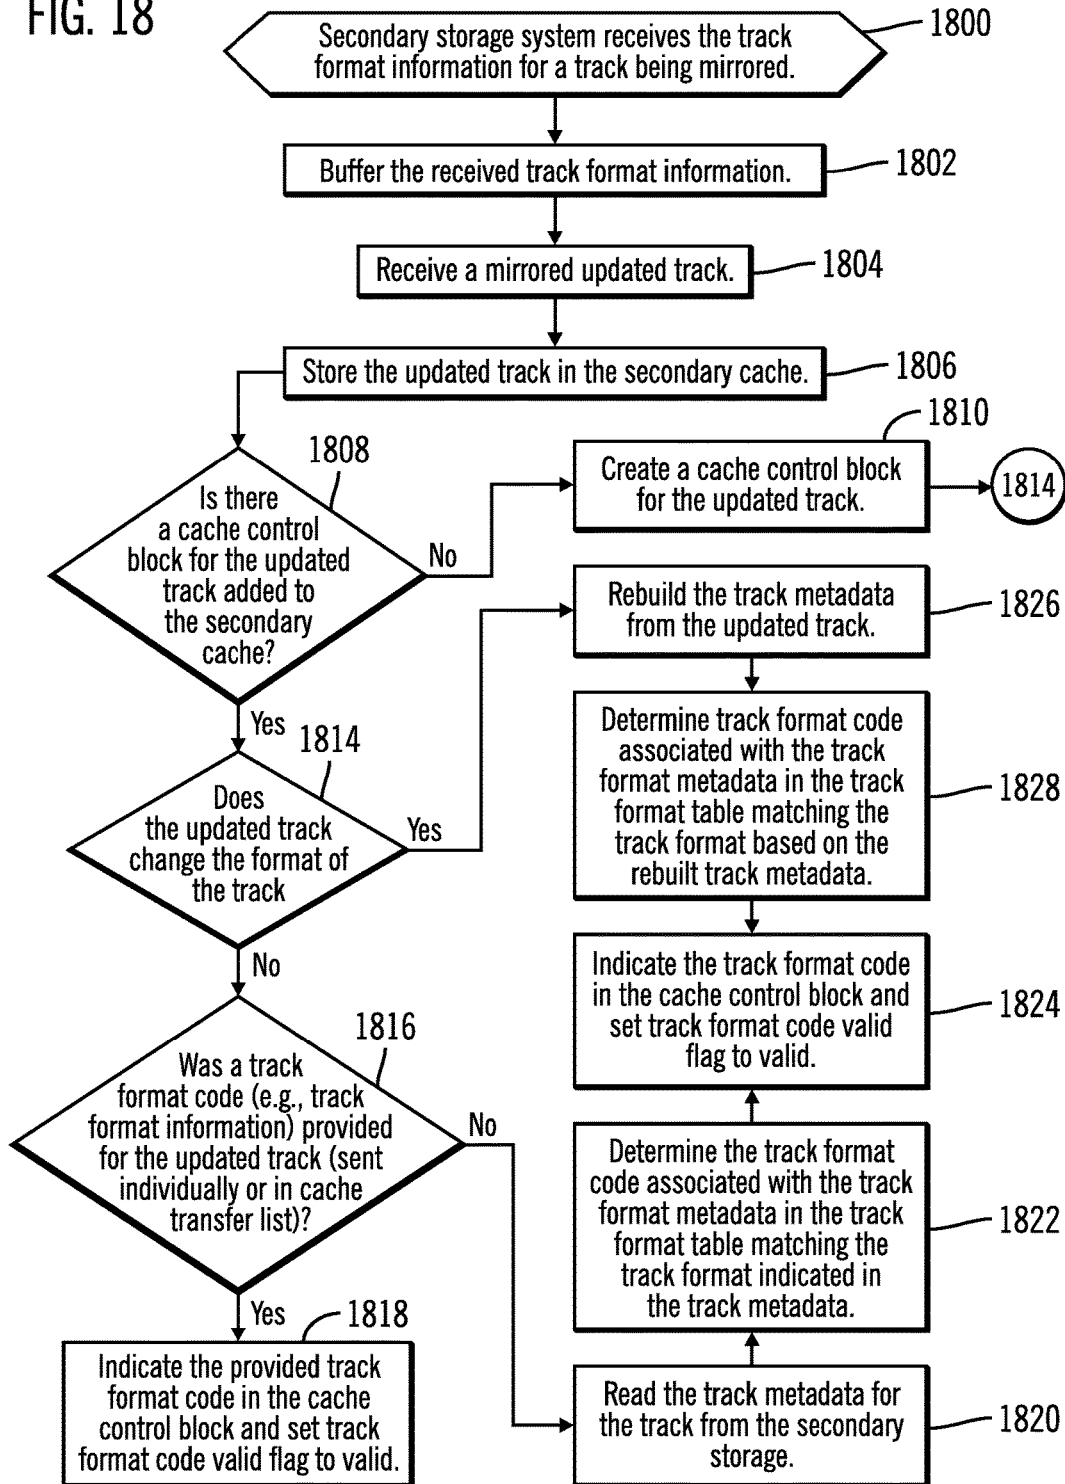 FIG. 18
1800
Secondary storage system receives the track
format information for a track being mirrored.
Buffer the received track format information.
1802
Receive a mirrored updated track.
1804
Store the updated track in the secondary cache.
1806
1808
Is there
a cache control
block for the updated
track added to
the secondary
cache?
No
Yes
1810
Create a cache control block
for the updated track.
1814
1814
Does
the updated track
change the format of
the track
Yes
No
Rebuild the track metadata
from the updated track.
1826
Determine track format code
associated with the track
format metadata in the track
format table matching the
track format based on the
rebuilt track metadata.
1828
Indicate the track format code
in the cache control block and
set track format code valid
flag to valid.
1824
1816
Was a track
format code (e.g., track
format information) provided
for the updated track (sent
individually or in cache
transfer list)?
No
Yes
Determine the track format
code associated with the track
format metadata in the track
format table matching the
track format indicated in
the track metadata.
1822
1818
Indicate the provided track
format code in the cache
control block and set track
format code valid flag to valid.
Read the track metadata for
the track from the secondary
storage.
1820